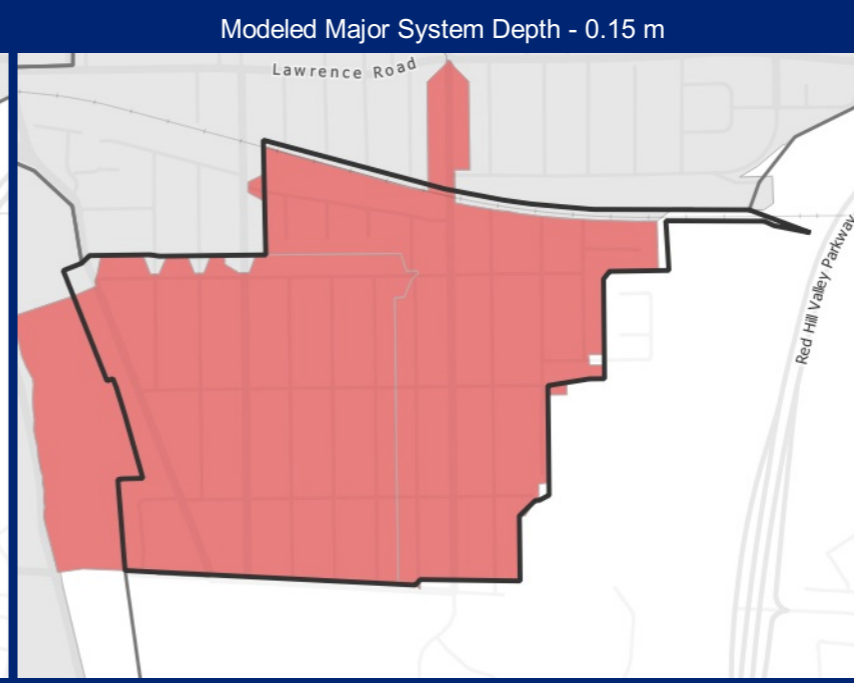 Modeled Major System Depth - 0.15 m
Lawrence Road
Red Hill Valley Parkway